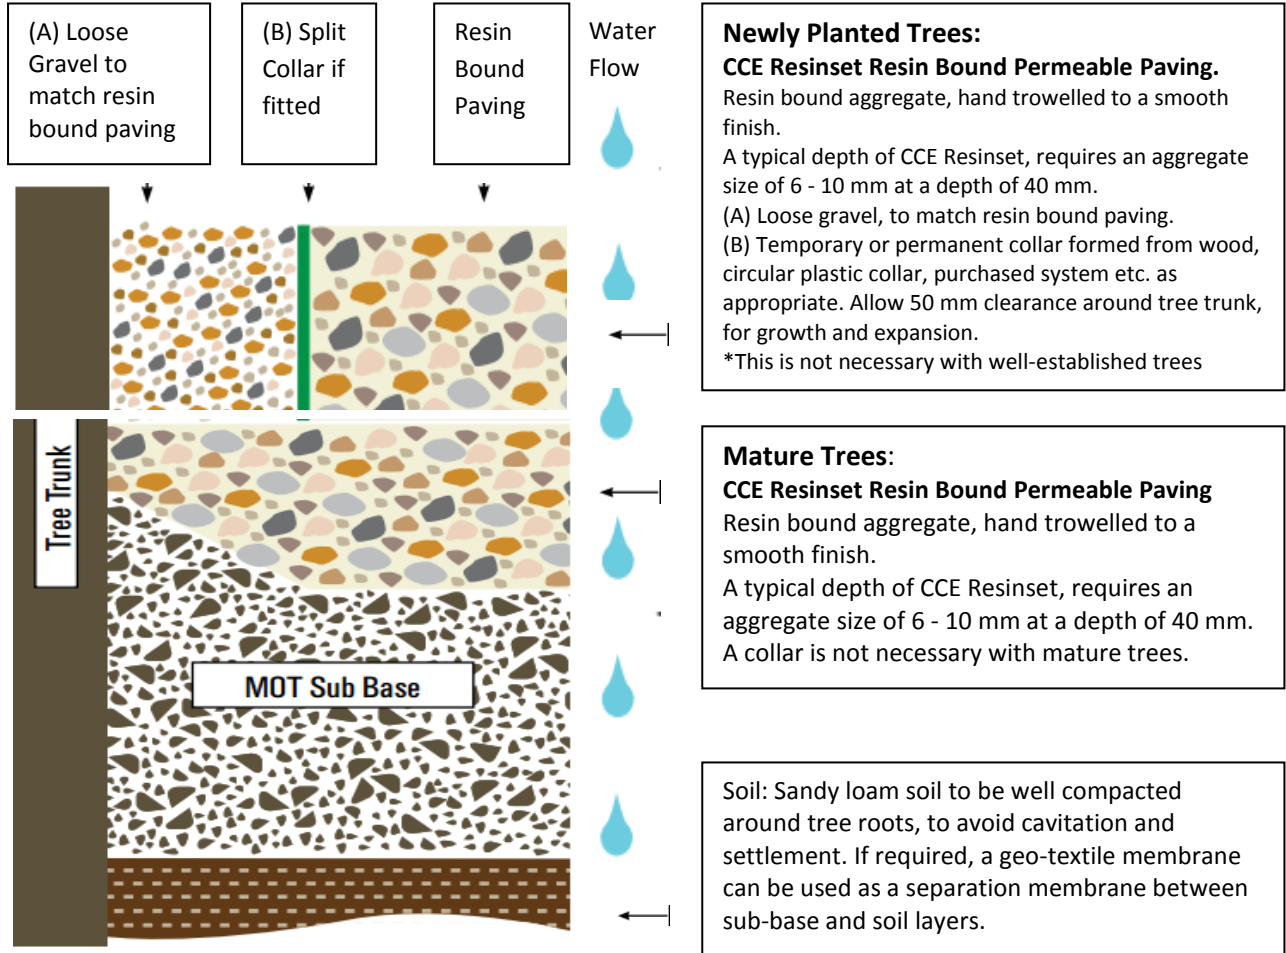 (A) Loose
Gravel to
match resin
bound paving
(B) Split
Collar if
fitted
Resin
Bound
Paving
Water
Flow
Newly Planted Trees:
CCE Resinset Resin Bound Permeable Paving.
Resin bound aggregate, hand trowelled to a smooth
finish.
A typical depth of CCE Resinset, requires an aggregate
size of 6 - 10 mm at a depth of 40 mm.
(A) Loose gravel, to match resin bound paving.
(B) Temporary or permanent collar formed from wood,
circular plastic collar, purchased system etc. as
appropriate. Allow 50 mm clearance around tree trunk,
for growth and expansion.
*This is not necessary with well-established trees
Tree Trunk
MOT Sub Base
Mature Trees:
CCE Resinset Resin Bound Permeable Paving
Resin bound aggregate, hand trowelled to a
smooth finish.
A typical depth of CCE Resinset, requires an
aggregate size of 6 - 10 mm at a depth of 40 mm.
A collar is not necessary with mature trees.
Soil: Sandy loam soil to be well compacted
around tree roots, to avoid cavitation and
settlement. If required, a geo-textile membrane
can be used as a separation membrane between
sub-base and soil layers.